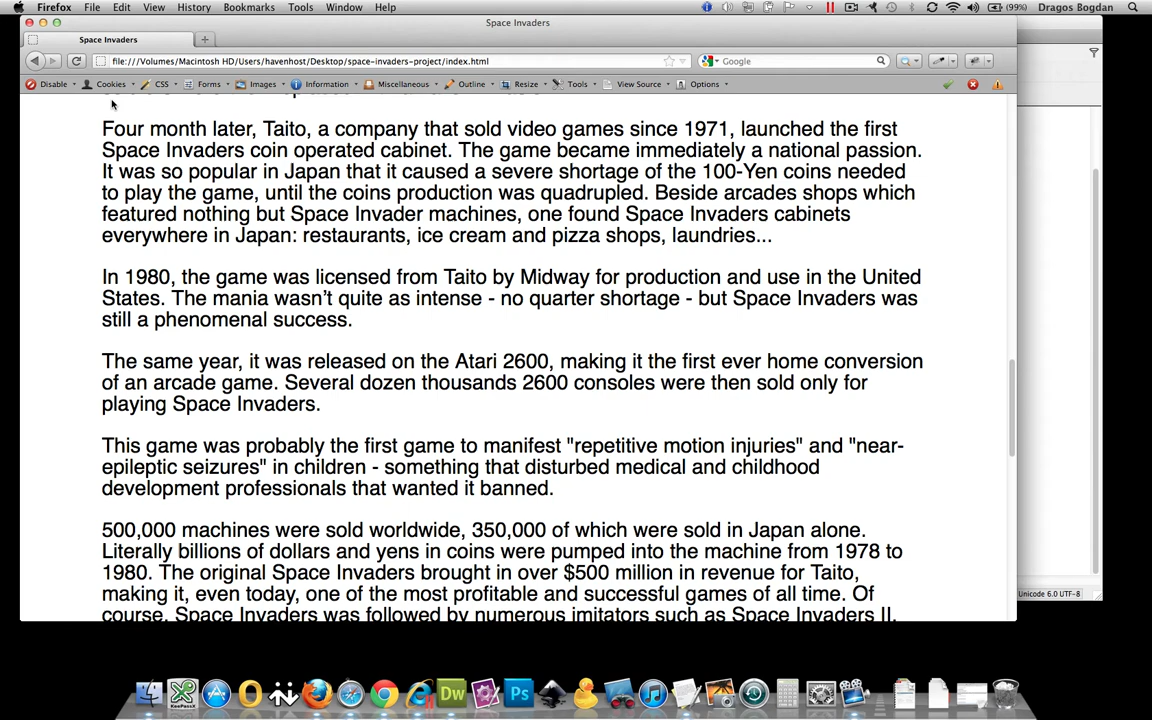 Firefox File Edit View History Bookmarks Tools Window Help (99%) Dragos Bogdan
Space Invaders
Space Invaders
file:///Volumes/Macintosh HD/Users/havenhost/Desktop/space-invaders-project/index.html Google
Disable Cookies CSS Forms Images Information Miscellaneous Outline Resize Tools View Source Options
Four month later, Taito, a company that sold video games since 1971, launched the first
Space Invaders coin operated cabinet. The game became immediately a national passion.
It was so popular in Japan that it caused a severe shortage of the 100-Yen coins needed
to play the game, until the coins production was quadrupled. Beside arcades shops which
featured nothing but Space Invader machines, one found Space Invaders cabinets
everywhere in Japan: restaurants, ice cream and pizza shops, laundries...
In 1980, the game was licensed from Taito by Midway for production and use in the United
States. The mania wasn’t quite as intense - no quarter shortage - but Space Invaders was
still a phenomenal success.
The same year, it was released on the Atari 2600, making it the first ever home conversion
of an arcade game. Several dozen thousands 2600 consoles were then sold only for
playing Space Invaders.
This game was probably the first game to manifest "repetitive motion injuries" and "near-
epileptic seizures" in children - something that disturbed medical and childhood
development professionals that wanted it banned.
500,000 machines were sold worldwide, 350,000 of which were sold in Japan alone.
Literally billions of dollars and yens in coins were pumped into the machine from 1978 to
1980. The original Space Invaders brought in over $500 million in revenue for Taito,
making it, even today, one of the most profitable and successful games of all time. Of
course, Space Invaders was followed by numerous imitators such as Space Invaders II,
Unicode 6.0 UTF-8
KeePassX
Dw
Ps